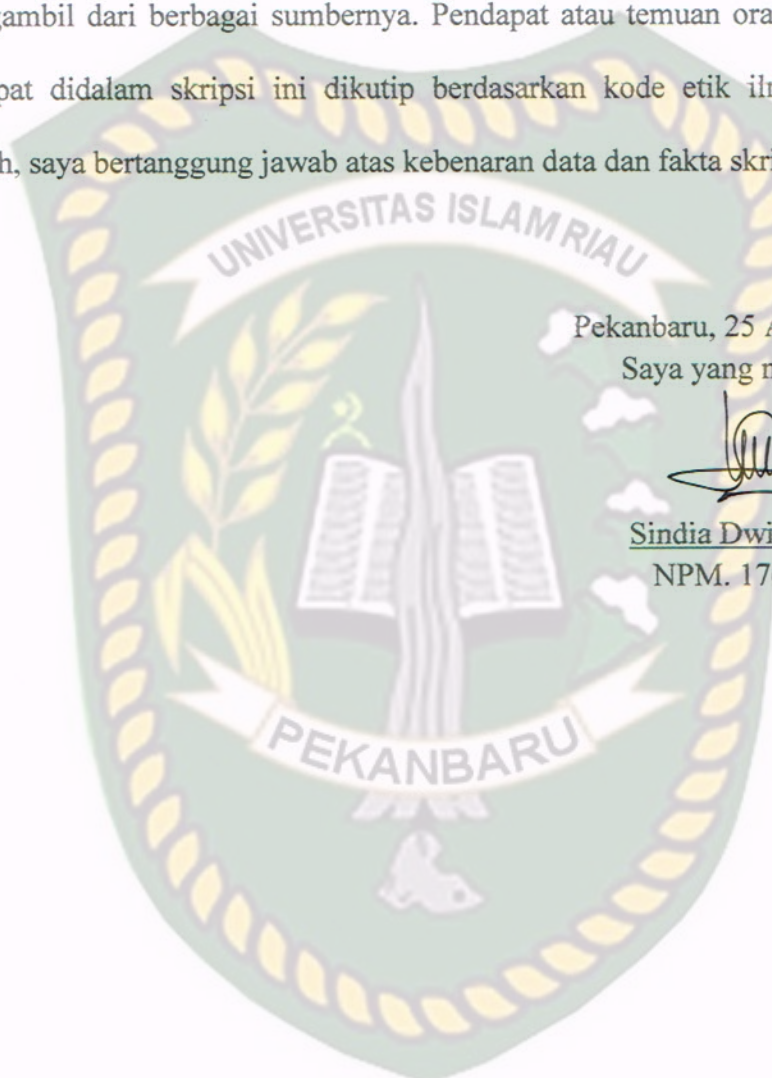 gambil dari berbagai sumbernya. Pendapat atau temuan ora
pat didalam skripsi ini dikutip berdasarkan kode etik ilm
h, saya bertanggung jawab atas kebenaran data dan fakta skri
UNIVERSITAS ISLAM RIAU
Pekanbaru, 25 A
Saya yang m
Sindia Dwi
NPM. 17
PEKANBARU